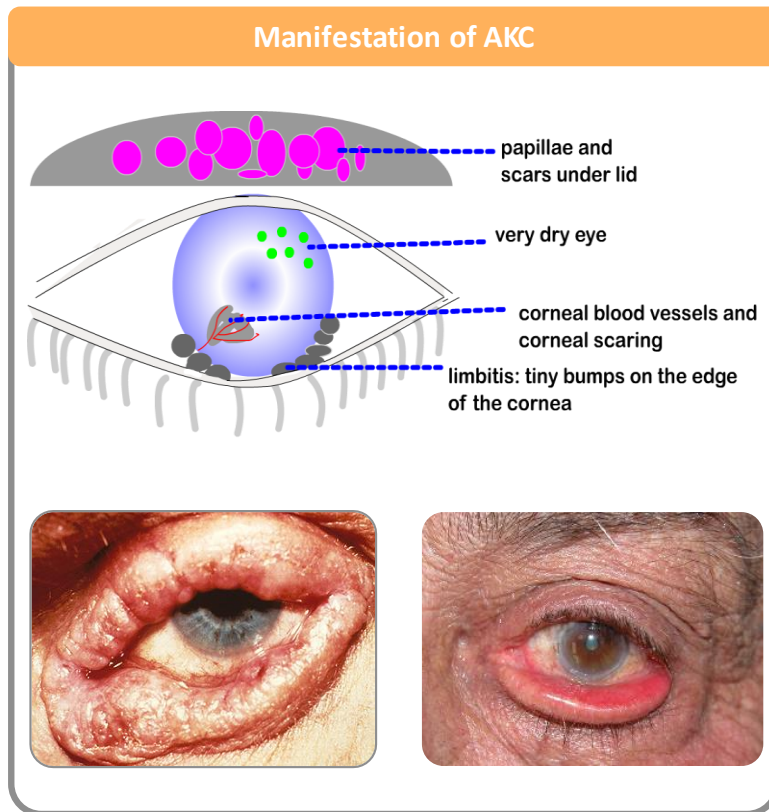 Manifestation of AKC
papillae and
scars under lid
very dry eye
corneal blood vessels and
corneal scaring
limbitis: tiny bumps on the edge
of the cornea